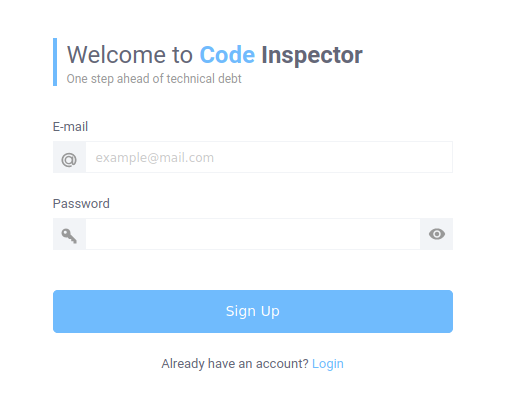 Welcome to Code Inspector
One step ahead of technical debt
E-mail
@ example@mail.com
Password
Sign Up
Already have an account? Login